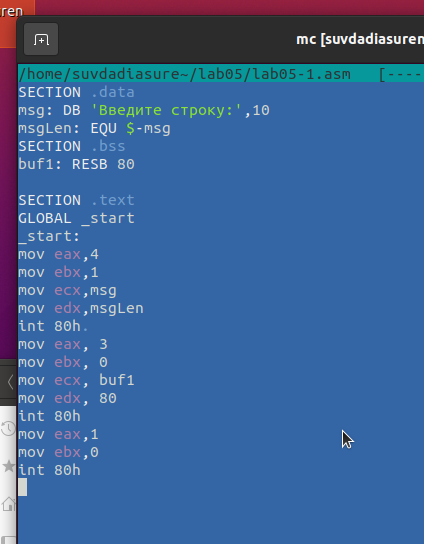 ren
mc [suvdadiasuren
/home/suvdadiasure~/lab05/lab05-1.asm   [----
SECTION .data
msg: DB 'Введите строку:',10
msgLen: EQU $-msg
SECTION .bss
buf1: RESB 80
SECTION .text
GLOBAL _start
_start:
mov eax,4
mov ebx,1
mov ecx,msg
mov edx,msgLen
int 80h.
mov eax, 3
mov ebx, 0
mov ecx, buf1
mov edx, 80
int 80h
mov eax,1
mov ebx,0
int 80h